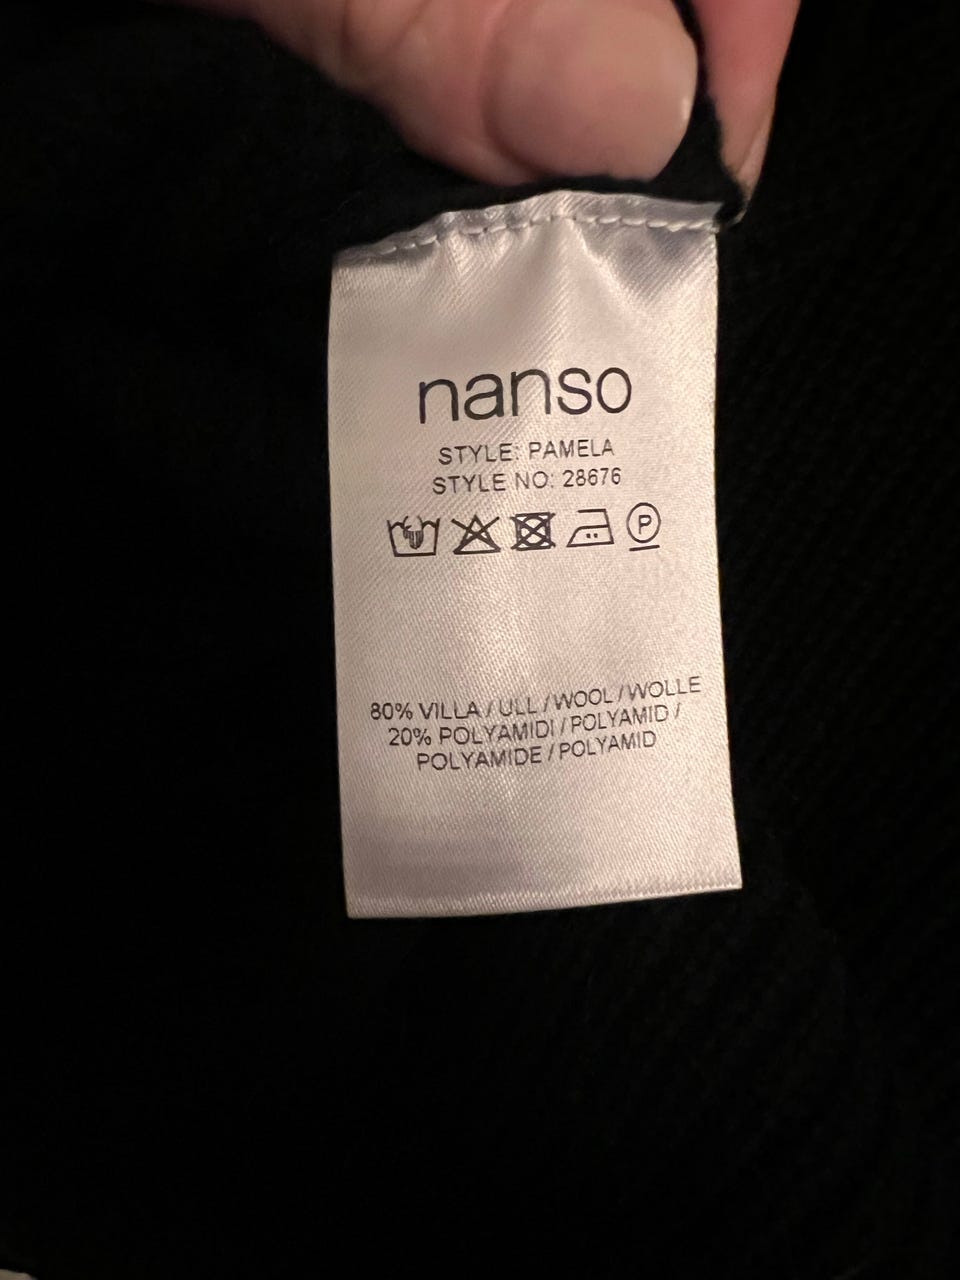 nanso
STYLE: PAMELA
STYLE NO: 28676
P
80% VILLA / ULL / WOOL / WOLLE
20% POLYAMIDI / POLYAMID /
POLYAMIDE / POLYAMID